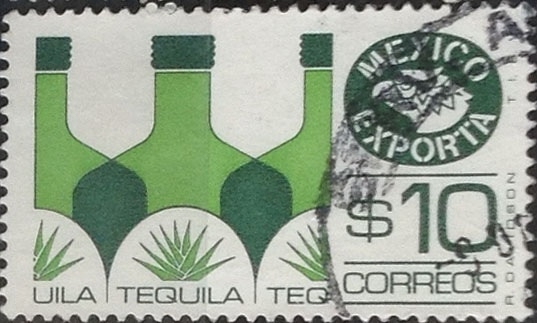 MEXICO
EXPORTA
$10
CORREOS
UILA TEQUILA TEQ
T.I.E.V.
R. DAVIDSON